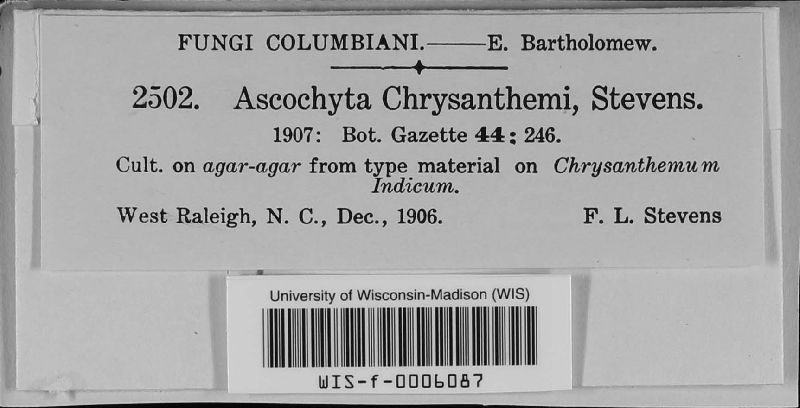 FUNGI COLUMBIANI.——E. Bartholomew.
2502. Ascochyta Chrysanthemi, Stevens.
1907: Bot. Gazette 44: 246.
Cult. on agar-agar from type material on Chrysanthemum
Indicum.
West Raleigh, N. C., Dec., 1906. F. L. Stevens
University of Wisconsin-Madison (WIS)
WIS-f-0006087